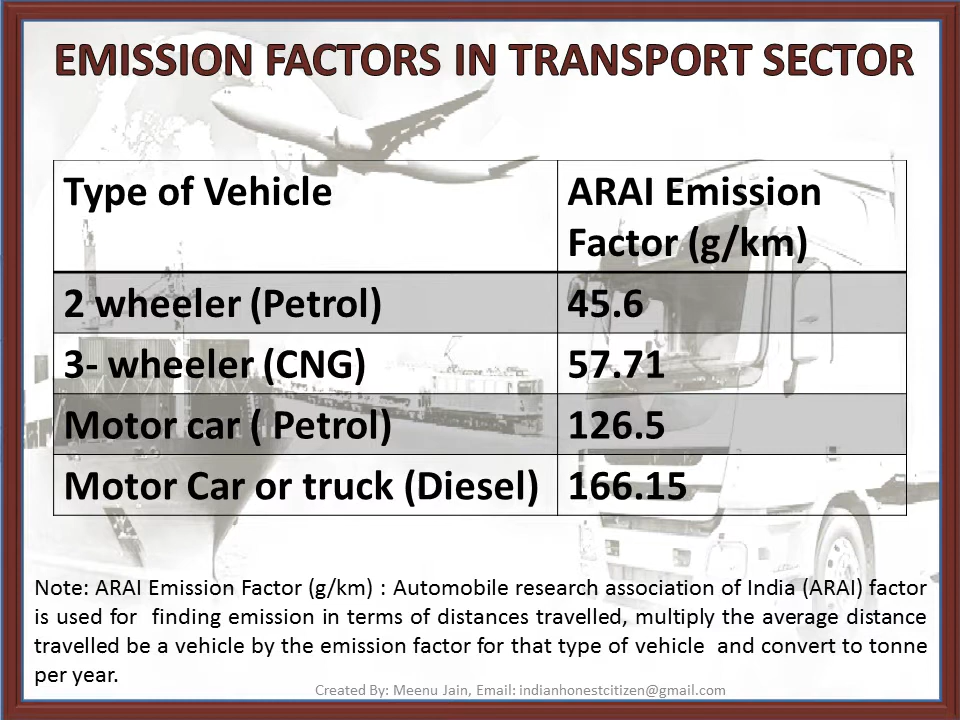 EMISSION FACTORS IN TRANSPORT SECTOR
Type of Vehicle
ARAI Emission
Factor (g/km)
2 wheeler (Petrol)
45.6
3- wheeler (CNG)
57.71
Motor car ( Petrol)
126.5
Motor Car or truck (Diesel)
166.15
Note: ARAI Emission Factor (g/km) : Automobile research association of India (ARAI) factor
is used for  finding emission in terms of distances travelled, multiply the average distance
travelled be a vehicle by the emission factor for that type of vehicle  and convert to tonne
per year.
Created By: Meenu Jain, Email: indianhonestcitizen@gmail.com